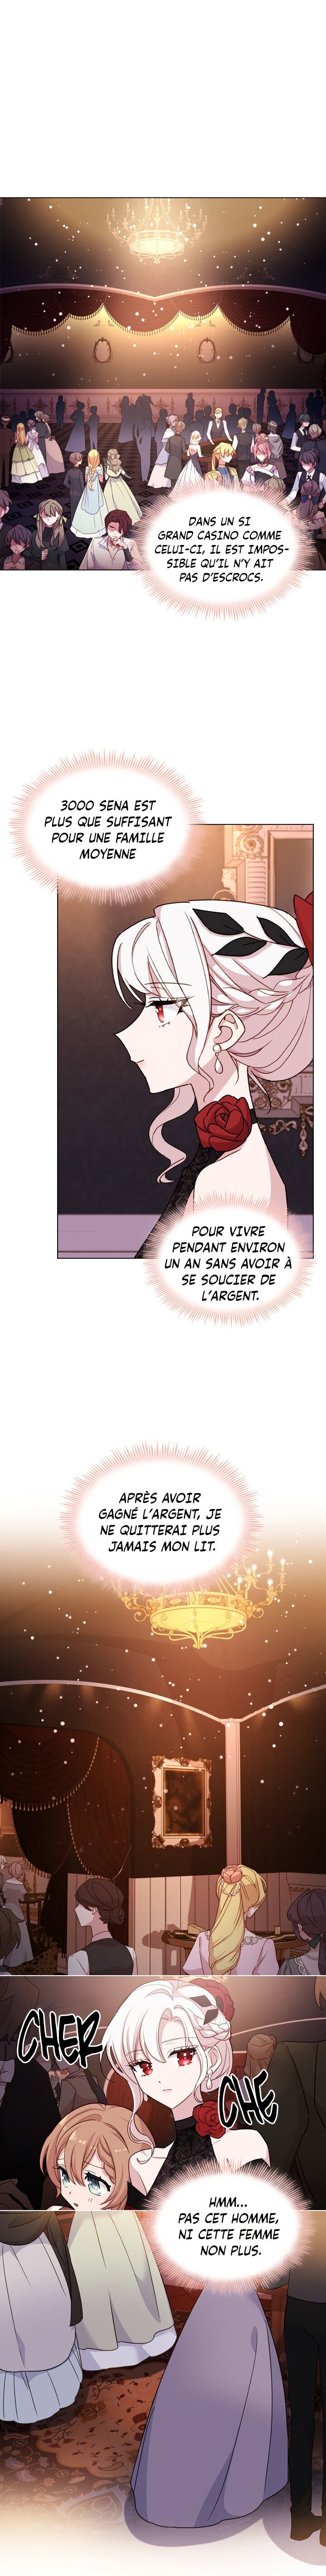 DANS UN SI
GRAND CASINO COMME
CELUI-CI, IL EST IMPOS-
SIBLE QU'IL N'Y AIT
PAS D'ESCROCS.
3000 SENA EST
PLUS QUE SUFFISANT
POUR UNE FAMILLE
MOYENNE
POUR VIVRE
PENDANT ENVIRON
UN AN SANS AVOIR À
SE SOUCIER DE
L'ARGENT.
APRÈS AVOIR
GAGNÉ L'ARGENT, JE
NE QUITTERAI PLUS
JAMAIS MON LIT.
CHER
CHE
HMM...
PAS CET HOMME,
NI CETTE FEMME
NON PLUS.